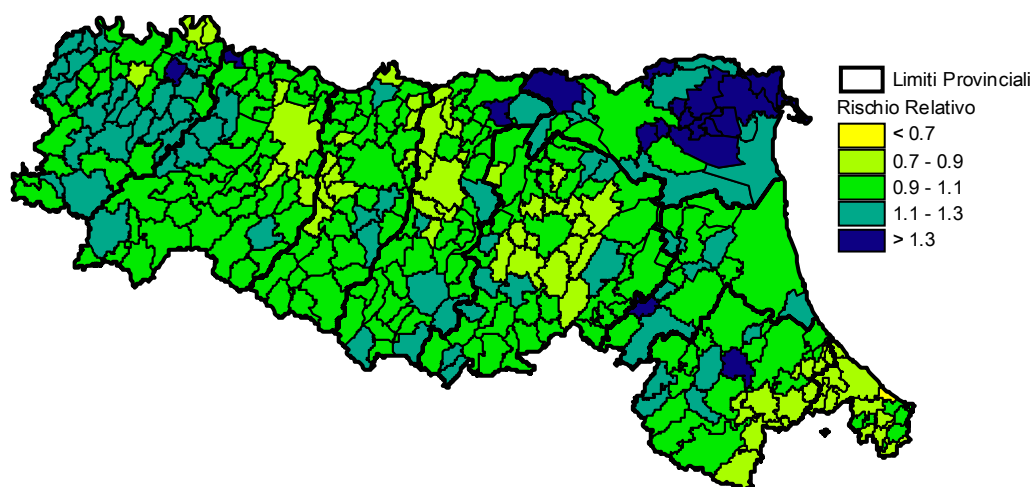 Limiti Provinciali
Rischio Relativo
< 0.7
0.7 - 0.9
0.9 - 1.1
1.1 - 1.3
> 1.3